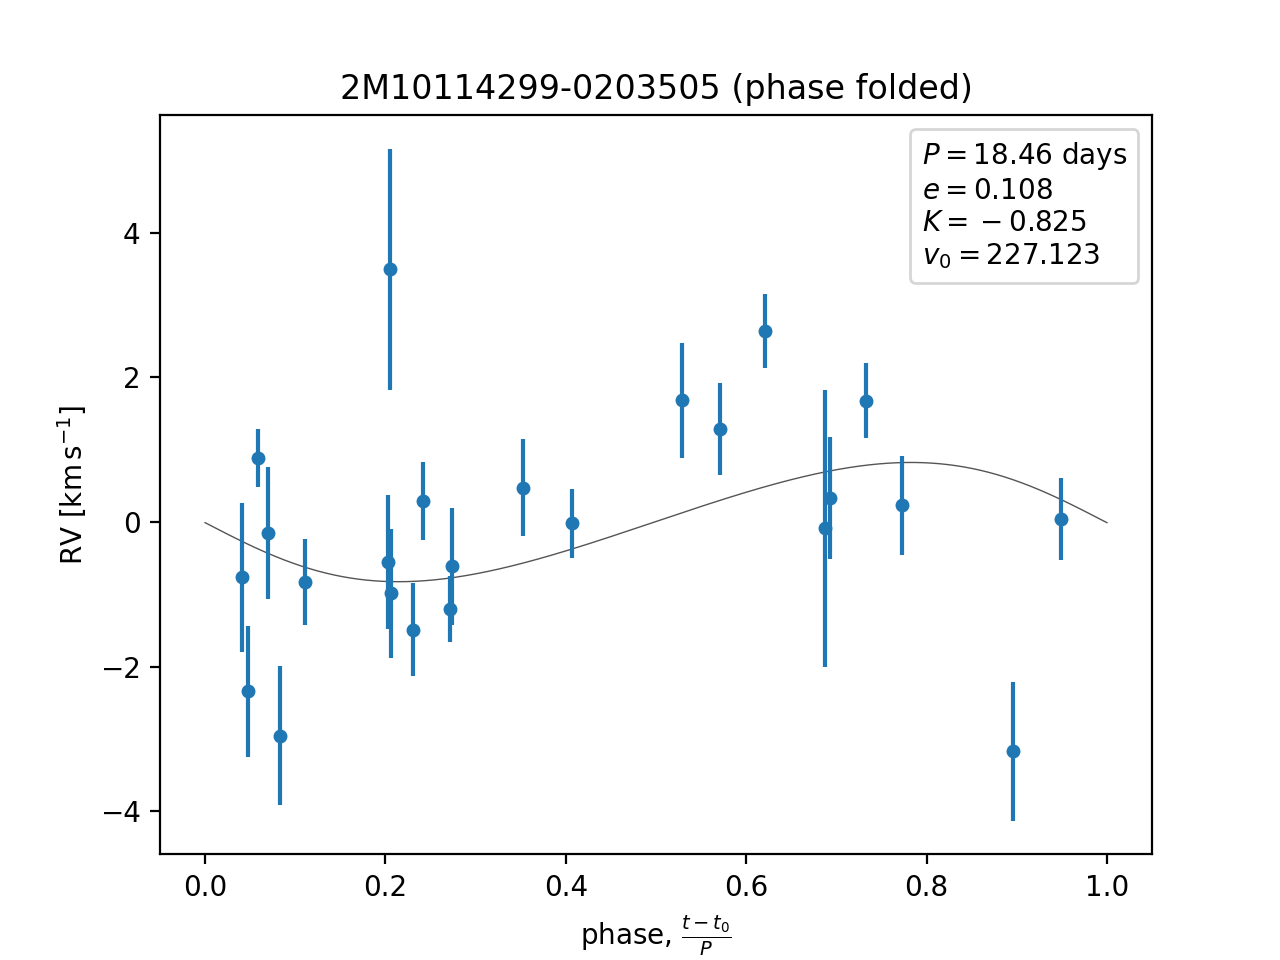 2M10114299-0203505 (phase folded)
P = 18.46 days
e = 0.108
K = −0.825
v₀ = 227.123
RV [km s⁻¹]
4
2
0
−2
−4
0.0 0.2 0.4 0.6 0.8 1.0
phase, (t − t₀)/P